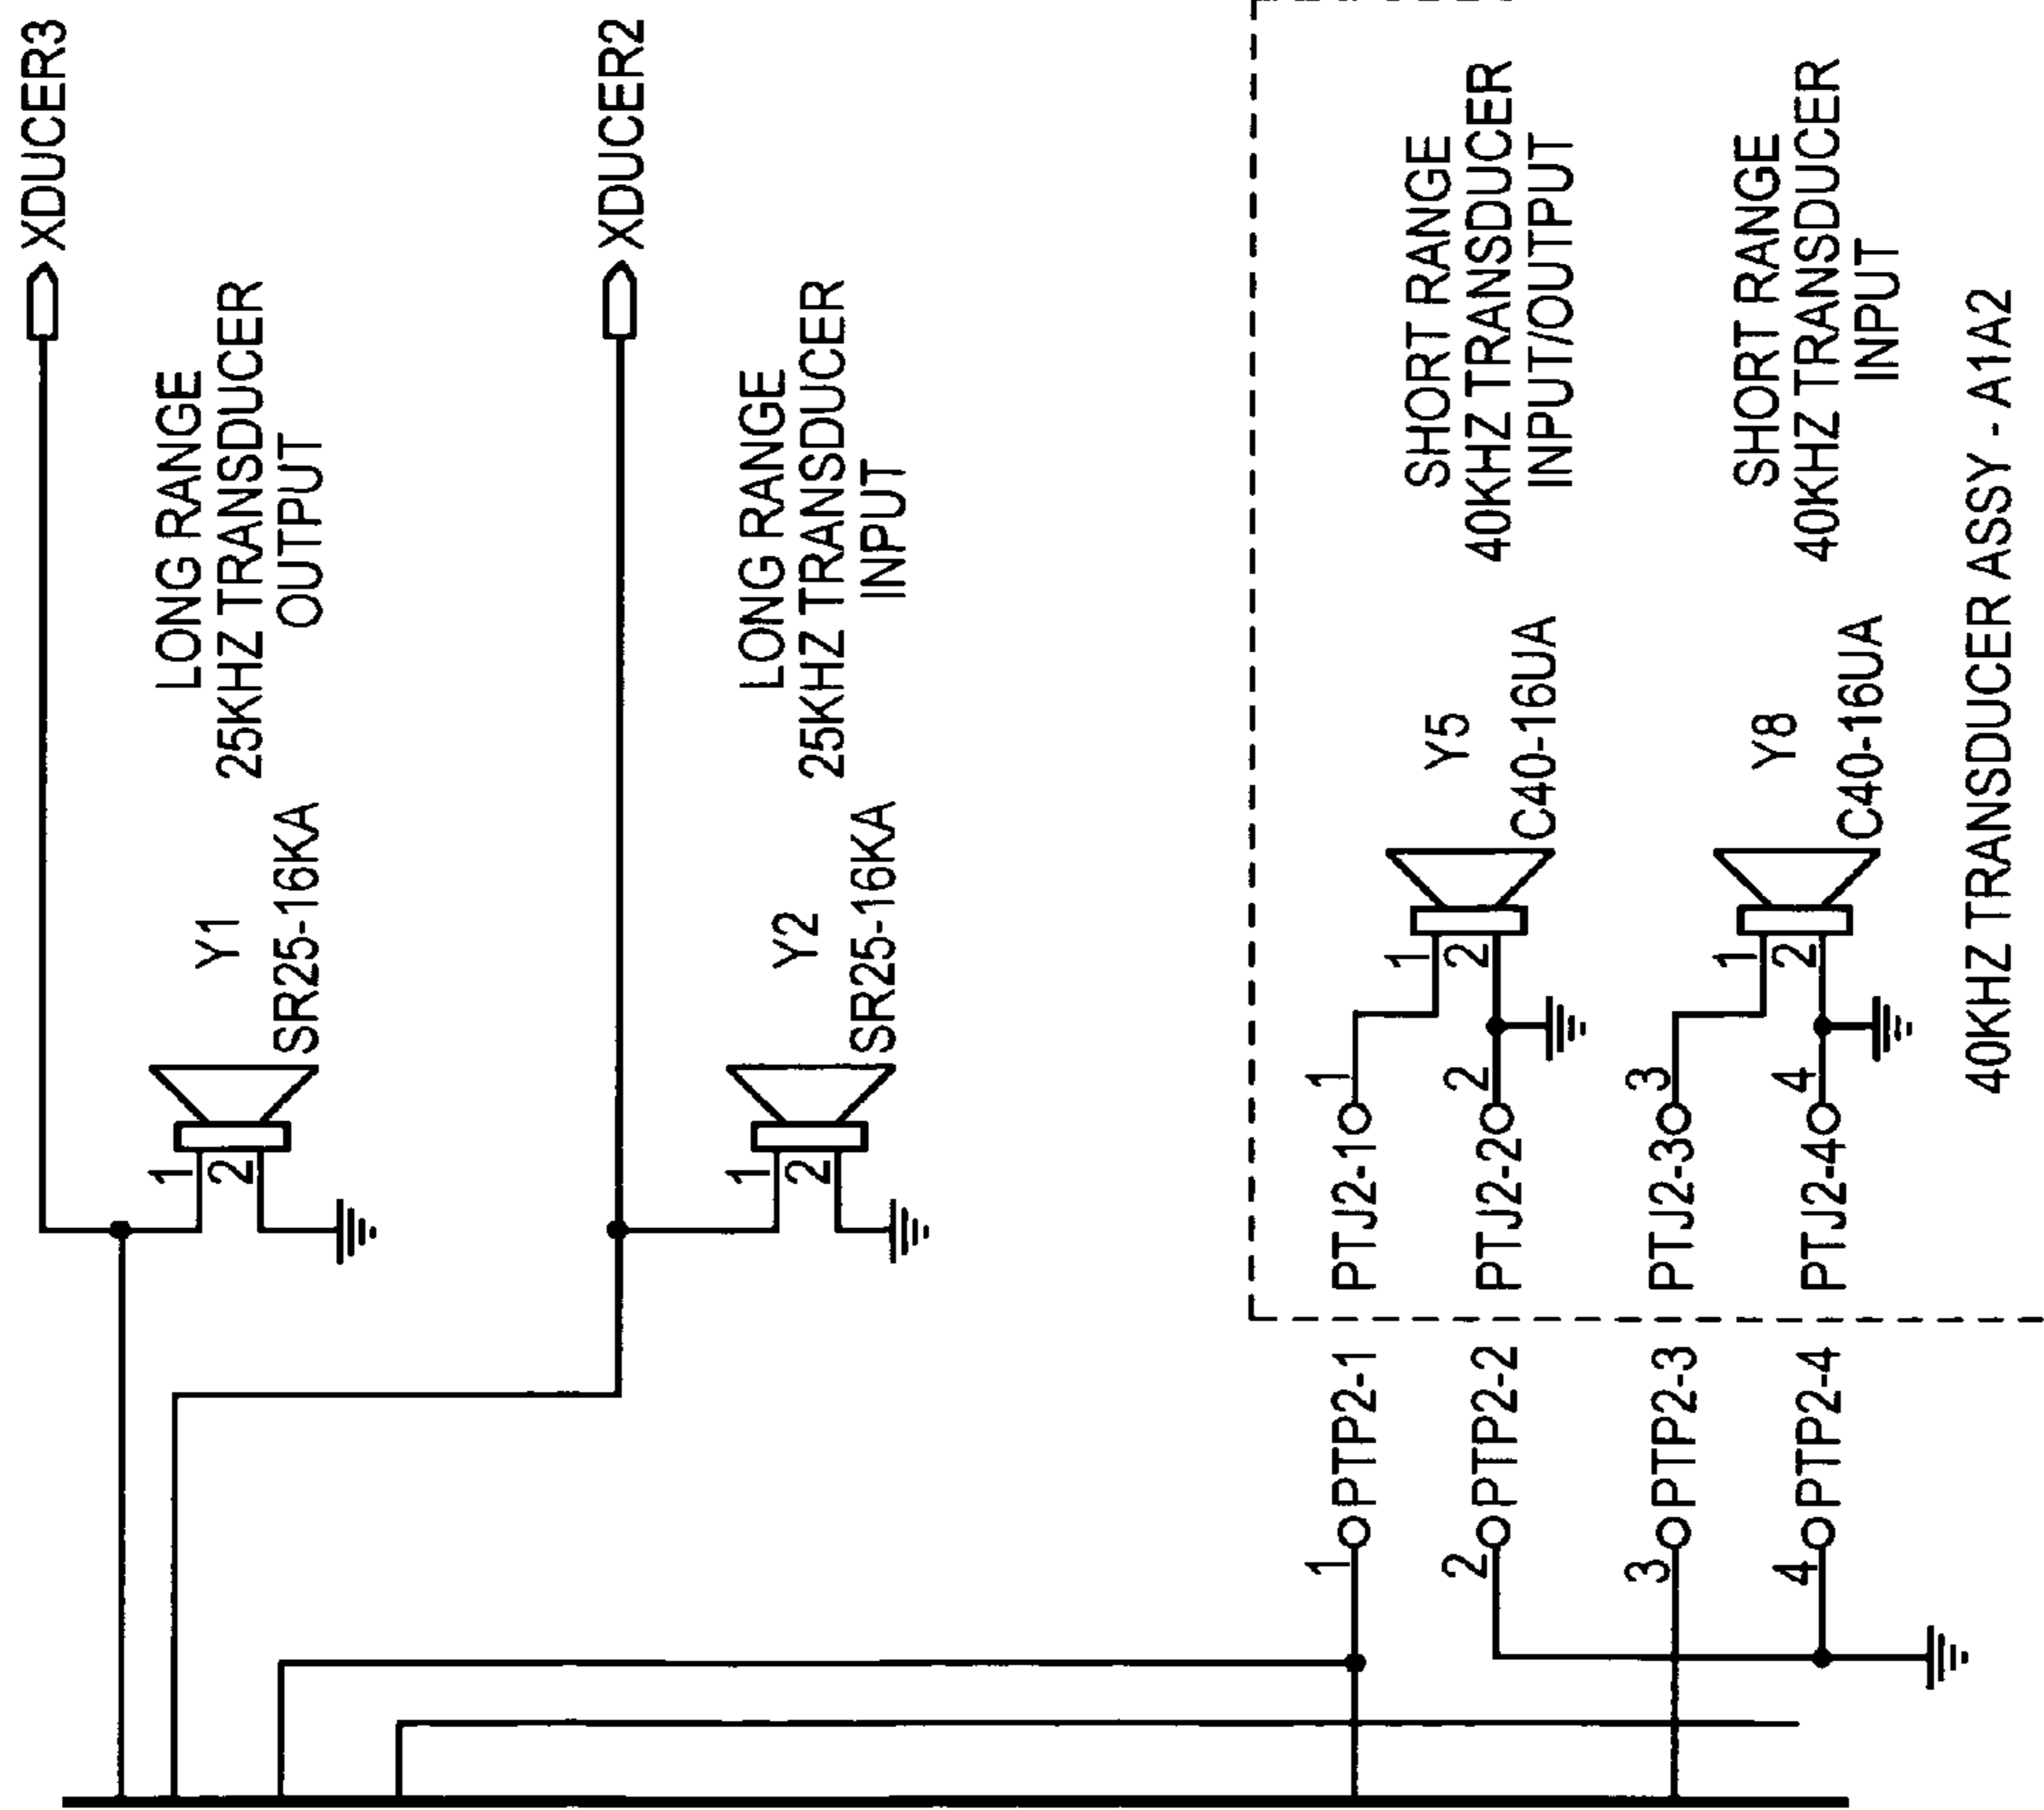 XDUCER3
LONG RANGE
25KHZ TRANSDUCER
OUTPUT
Y1
SR25-16KA
1
2
XDUCER2
LONG RANGE
25KHZ TRANSDUCER
INPUT
Y2
SR25-16KA
1
2
PTP2-1
1
PTJ2-1
1
1
2
Y5
C40-16UA
SHORT RANGE
40KHZ TRANSDUCER
INPUT/OUTPUT
PTP2-2
2
PTJ2-2
2
PTP2-3
3
PTJ2-3
3
1
2
Y8
C40-16UA
SHORT RANGE
40KHZ TRANSDUCER
INPUT
PTP2-4
4
PTJ2-4
4
40KHZ TRANSDUCER ASSY - A1A2